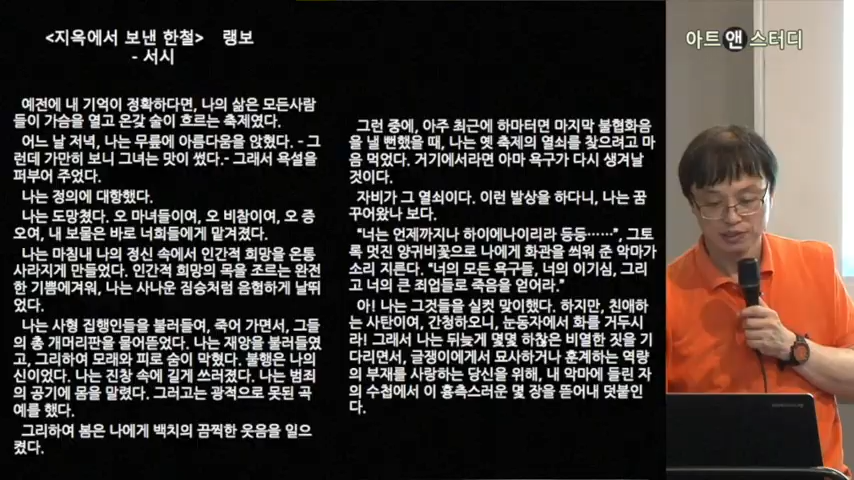 <지옥에서 보낸 한철> 랭보
- 서시
예전에 내 기억이 정확하다면, 나의 삶은 모든사람
들이 가슴을 열고 온갖 술이 흐르는 축제였다.
어느 날 저녁, 나는 무릎에 아름다움을 앉혔다. - 그
런데 가만히 보니 그녀는 맛이 썼다.- 그래서 욕설을
퍼부어 주었다.
나는 정의에 대항했다.
나는 도망쳤다. 오 마녀들이여, 오 비참이여, 오 증
오여, 내 보물은 바로 너희들에게 맡겨졌다.
나는 마침내 나의 정신 속에서 인간적 희망을 온통
사라지게 만들었다. 인간적 희망의 목을 조르는 완전
한 기쁨에겨워, 나는 사나운 짐승처럼 음험하게 날뛰
었다.
나는 사형 집행인들을 불러들여, 죽어 가면서, 그들
의 총 개머리판을 물어뜯었다. 나는 재앙을 불러들였
고, 그리하여 모래와 피로 숨이 막혔다. 불행은 나의
신이었다. 나는 진창 속에 길게 쓰러졌다. 나는 범죄
의 공기에 몸을 말렸다. 그러고는 광적으로 못된 곡
예를 했다.
그리하여 봄은 나에게 백치의 끔찍한 웃음을 일으
켰다.
그런 중에, 아주 최근에 하마터면 마지막 불협화음
을 낼 뻔했을 때, 나는 옛 축제의 열쇠를 찾으려고 마
음 먹었다. 거기에서라면 아마 욕구가 다시 생겨날
것이다.
자비가 그 열쇠이다. 이런 발상을 하다니, 나는 꿈
꾸어왔나 보다.
"너는 언제까지나 하이에나이리라 등등……", 그토
록 멋진 양귀비꽃으로 나에게 화관을 씌워 준 악마가
소리 지른다. "너의 모든 욕구들, 너의 이기심, 그리
고 너의 큰 죄업들로 죽음을 얻어라."
아! 나는 그것들을 실컷 맞이했다. 하지만, 친애하
는 사탄이여, 간청하오니, 눈동자에서 화를 거두시
라! 그래서 나는 뒤늦게 몇몇 하찮은 비열한 짓을 기
다리면서, 글쟁이에게서 묘사하거나 훈계하는 역량
의 부재를 사랑하는 당신을 위해, 내 악마에 들린 자
의 수첩에서 이 흉측스러운 몇 장을 뜯어내 덧붙인
다.
아트앤스터디